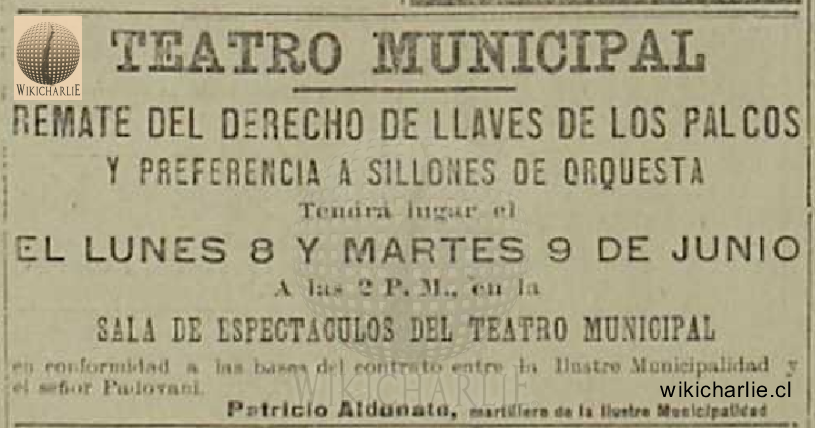 WIKICHARLIE
TEATRO MUNICIPAL
REMATE DEL DERECHO DE LLAVES DE LOS PALCOS
Y PREFERENCIA A SILLONES DE ORQUESTA
Tendrá lugar el
EL LUNES 8 Y MARTES 9 DE JUNIO
A las 2 P. M., en la
SALA DE ESPECTACULOS DEL TEATRO MUNICIPAL
en conformidad a las bases del contrato entre la Ilustre Municipalidad y
el señor Padovani.
WIKICHARLIE
wikicharlie.cl
Patricio Aldunate, martillero de la Ilustre Municipalidad